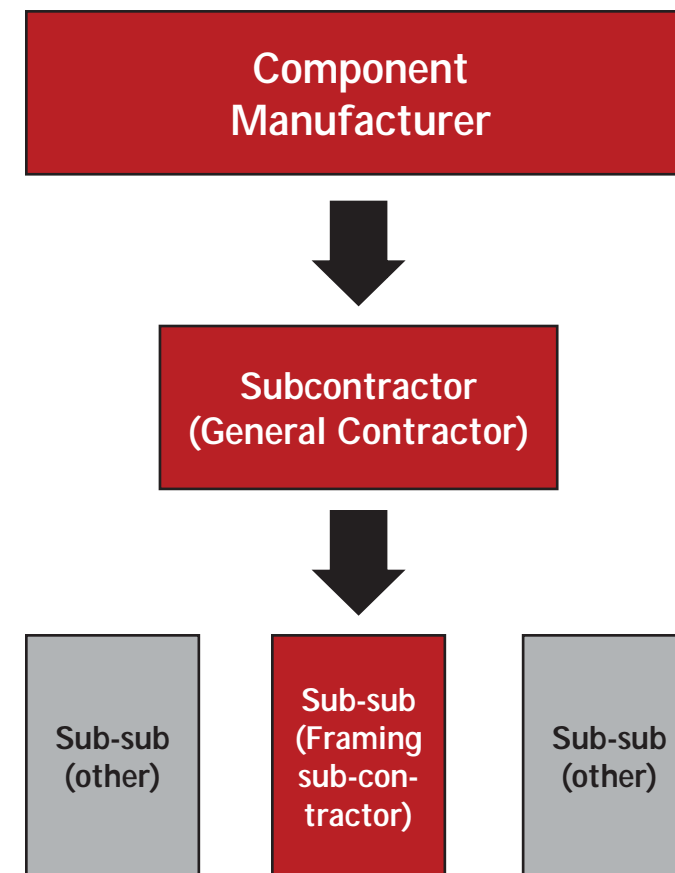 Component
Manufacturer
Subcontractor
(General Contractor)
Sub-sub
(other)
Sub-sub
(Framing
sub-con-
tractor)
Sub-sub
(other)